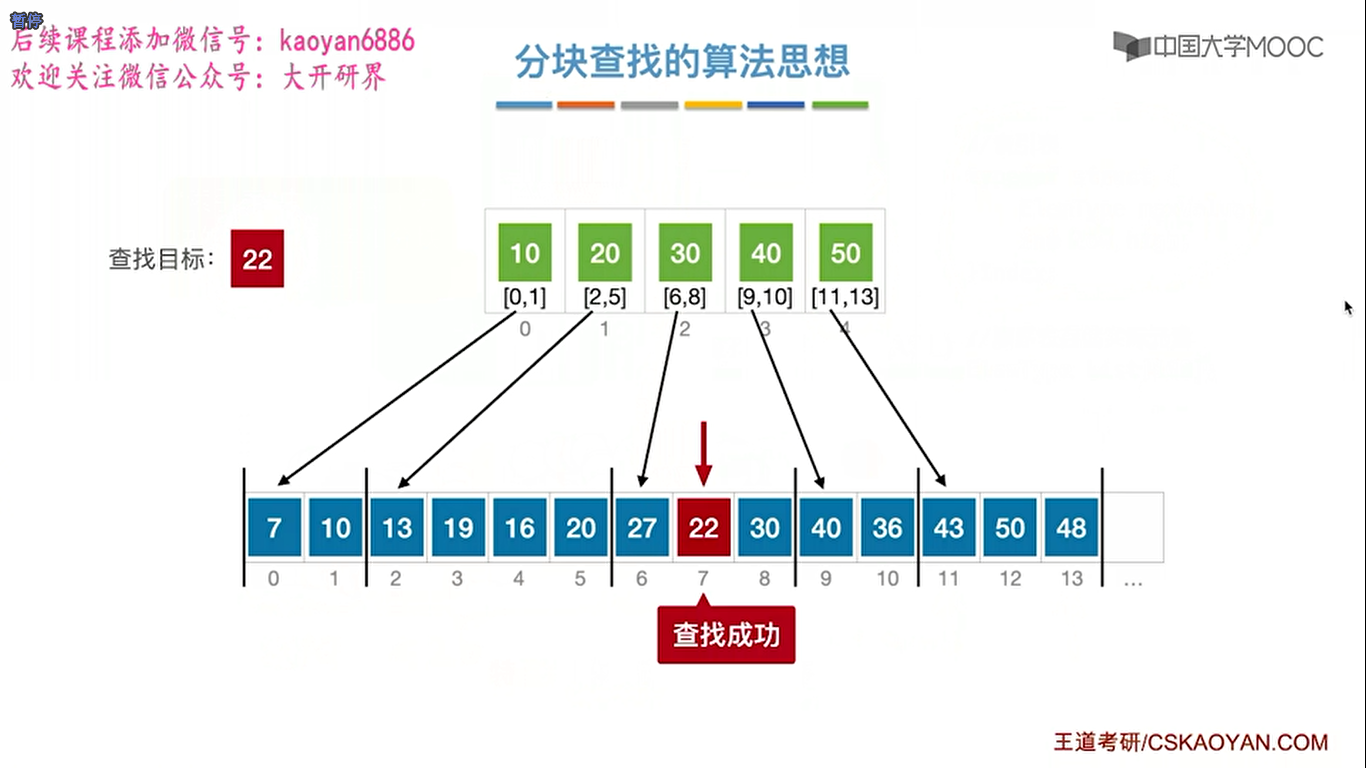 暂停
后续课程添加微信号：kaoyan6886
欢迎关注微信公众号：大开研界
分块查找的算法思想
中国大学MOOC
查找目标：
22
10 20 30 40 50
[0,1] [2,5] [6,8] [9,10] [11,13]
0 1 2 3 4
7 10 13 19 16 20 27 22 30 40 36 43 50 48
0 1 2 3 4 5 6 7 8 9 10 11 12 13 ...
查找成功
王道考研/CSKAOYAN.COM